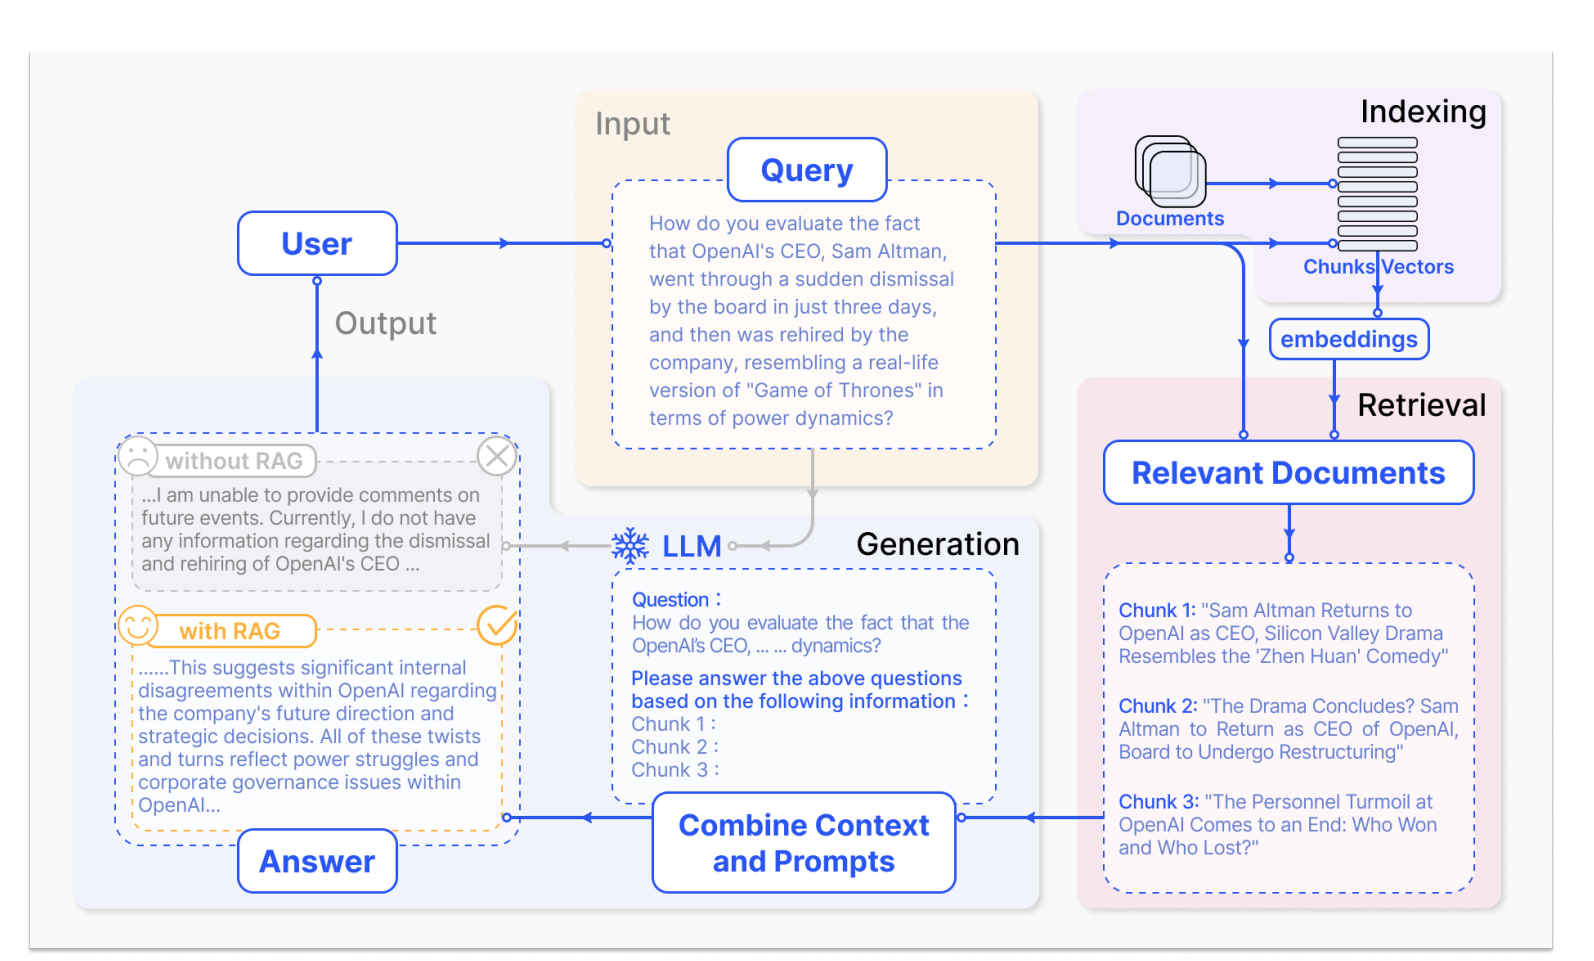 Input
Query
How do you evaluate the fact
that OpenAI's CEO, Sam Altman,
went through a sudden dismissal
by the board in just three days,
and then was rehired by the
company, resembling a real-life
version of "Game of Thrones" in
terms of power dynamics?
Indexing
Documents
Chunks Vectors
embeddings
User
Output
Retrieval
Relevant Documents
Chunk 1: "Sam Altman Returns to
OpenAI as CEO, Silicon Valley Drama
Resembles the 'Zhen Huan' Comedy"
Chunk 2: "The Drama Concludes? Sam
Altman to Return as CEO of OpenAI,
Board to Undergo Restructuring"
Chunk 3: "The Personnel Turmoil at
OpenAI Comes to an End: Who Won
and Who Lost?"
Generation
LLM
Question :
How do you evaluate the fact that the
OpenAI's CEO, ... ... dynamics?
Please answer the above questions
based on the following information :
Chunk 1 :
Chunk 2 :
Chunk 3 :
Combine Context
and Prompts
without RAG
...I am unable to provide comments on
future events. Currently, I do not have
any information regarding the dismissal
and rehiring of OpenAI's CEO ...
with RAG
......This suggests significant internal
disagreements within OpenAI regarding
the company's future direction and
strategic decisions. All of these twists
and turns reflect power struggles and
corporate governance issues within
OpenAI...
Answer